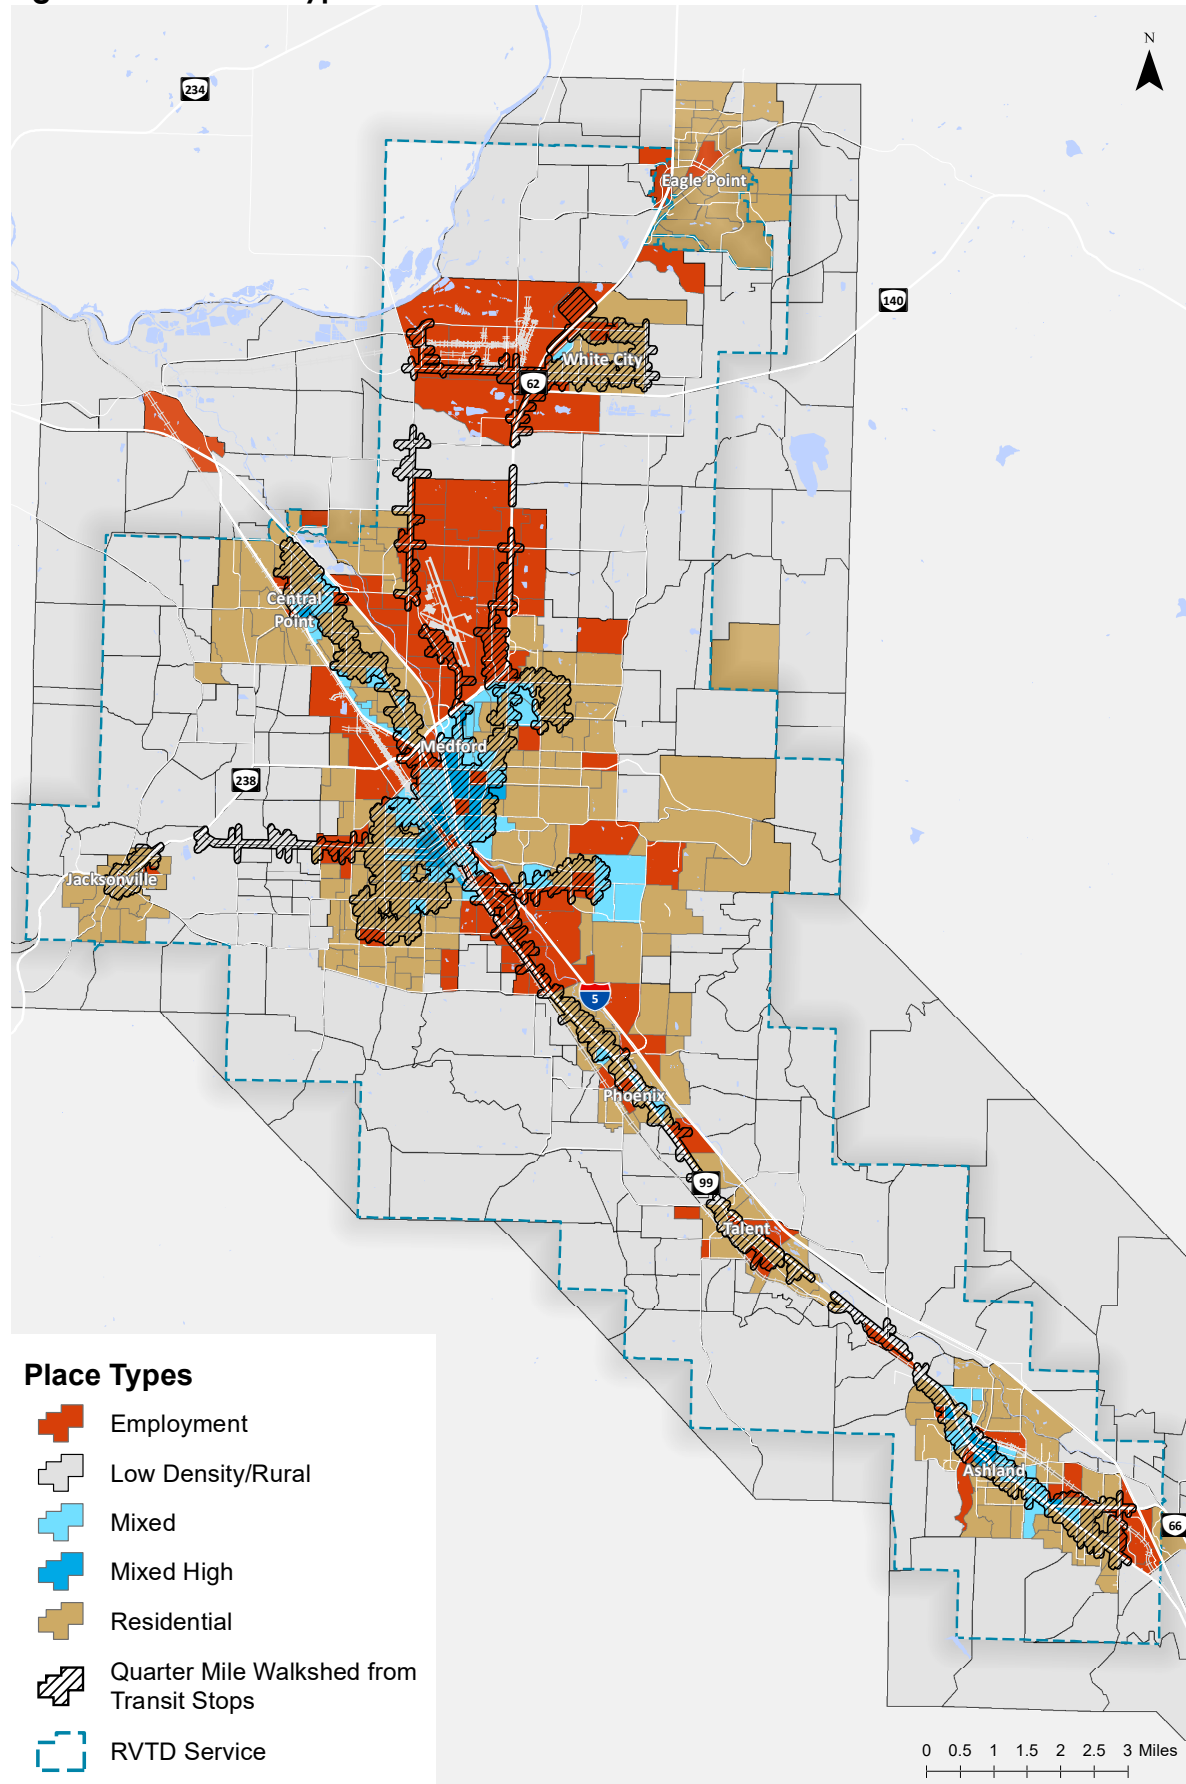 N
234
Eagle Point
140
White City
62
Central
Point
Medford
238
Jacksonville
5
Phoenix
99
Talent
Ashland
66
Place Types
Employment
Low Density/Rural
Mixed
Mixed High
Residential
Quarter Mile Walkshed from
Transit Stops
RVTD Service
0 0.5 1 1.5 2 2.5 3 Miles